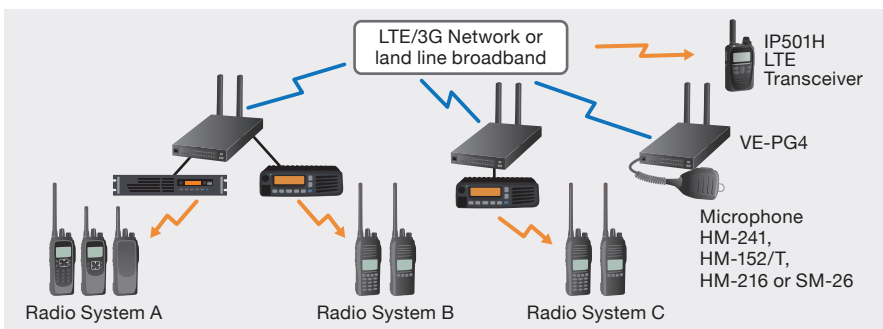 LTE/3G Network or
land line broadband
IP501H
LTE
Transceiver
VE-PG4
Microphone
HM-241,
HM-152/T,
HM-216 or SM-26
Radio System A
Radio System B
Radio System C